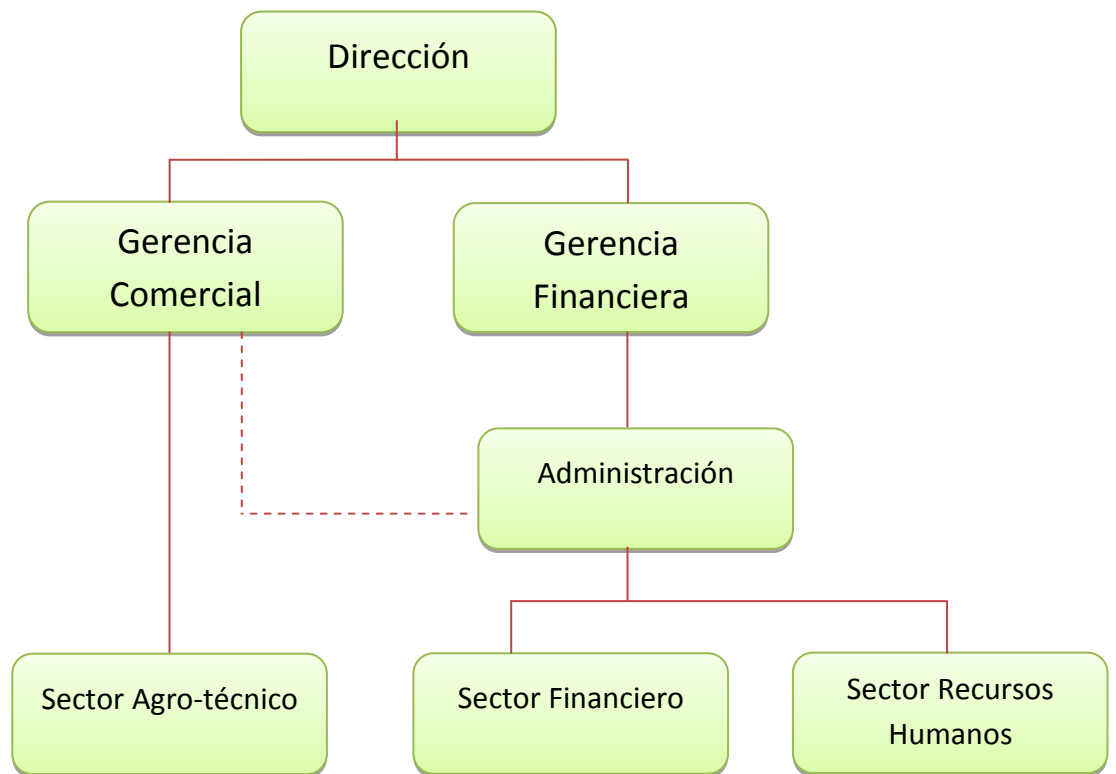 Dirección
Gerencia
Comercial
Gerencia
Financiera
Administración
Sector Agro-técnico
Sector Financiero
Sector Recursos
Humanos